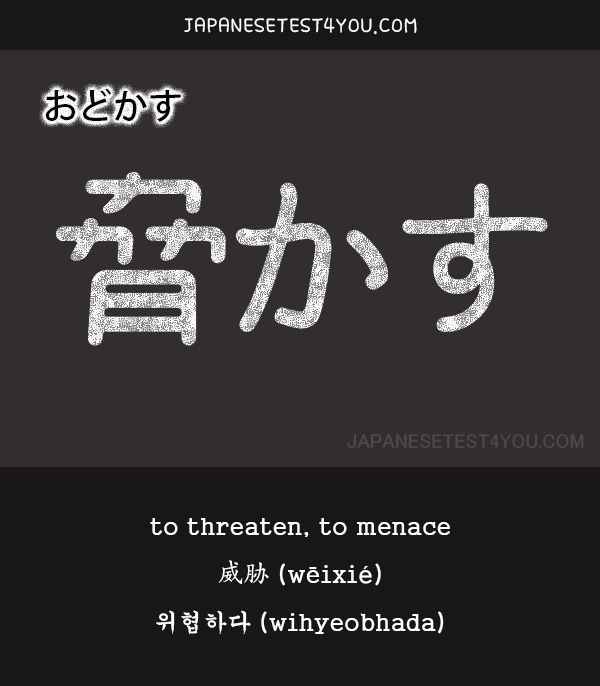 JAPANESETEST4YOU.COM
おどかす
脅かす
JAPANESETEST4YOU.COM
to threaten, to menace
威胁 (wēixié)
위협하다 (wihyeobhada)